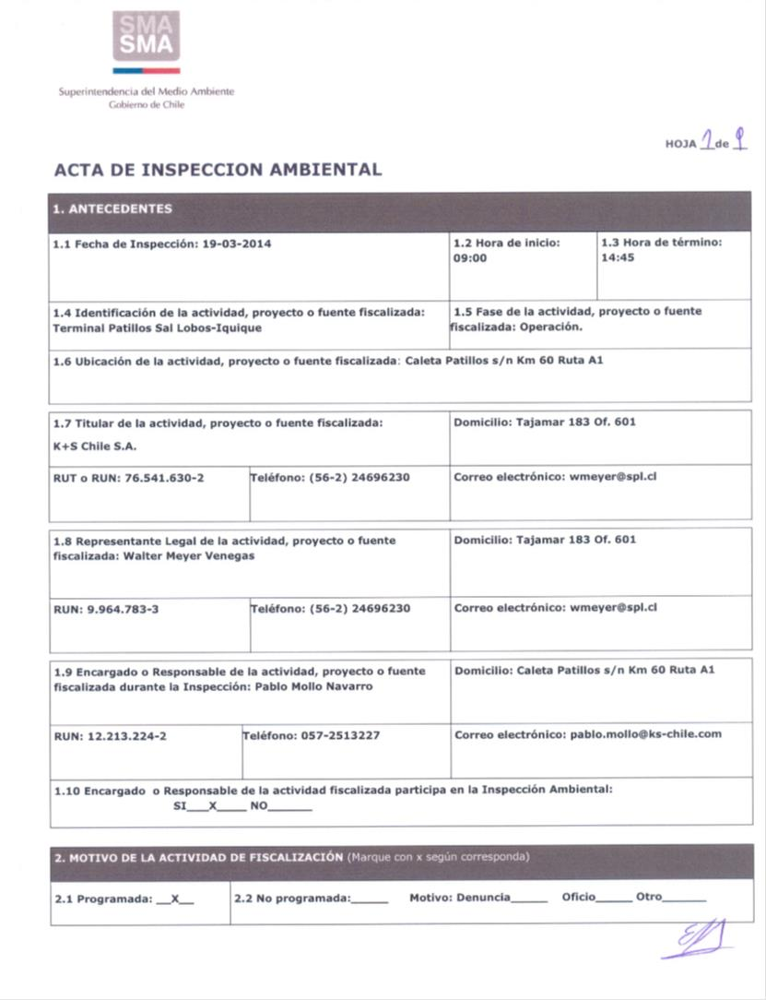 SMA
SMA
Superintendencia del Medio Ambiente
Gobierno de Chile
HOJA 1 de 9
ACTA DE INSPECCION AMBIENTAL
1. ANTECEDENTES
1.1 Fecha de Inspección: 19-03-2014
1.2 Hora de inicio:
09:00
1.3 Hora de término:
14:45
1.4 Identificación de la actividad, proyecto o fuente fiscalizada:
Terminal Patillos Sal Lobos-Iquique
1.5 Fase de la actividad, proyecto o fuente
fiscalizada: Operación.
1.6 Ubicación de la actividad, proyecto o fuente fiscalizada: Caleta Patillos s/n Km 60 Ruta A1
1.7 Titular de la actividad, proyecto o fuente fiscalizada:
K+S Chile S.A.
Domicilio: Tajamar 183 Of. 601
RUT o RUN: 76.541.630-2
Teléfono: (56-2) 24696230
Correo electrónico: wmeyer@spl.cl
1.8 Representante Legal de la actividad, proyecto o fuente
fiscalizada: Walter Meyer Venegas
Domicilio: Tajamar 183 Of. 601
RUN: 9.964.783-3
Teléfono: (56-2) 24696230
Correo electrónico: wmeyer@spl.cl
1.9 Encargado o Responsable de la actividad, proyecto o fuente
fiscalizada durante la Inspección: Pablo Mollo Navarro
Domicilio: Caleta Patillos s/n Km 60 Ruta A1
RUN: 12.213.224-2
Teléfono: 057-2513227
Correo electrónico: pablo.mollo@ks-chile.com
1.10 Encargado o Responsable de la actividad fiscalizada participa en la Inspección Ambiental:
SI___X____ NO______
2. MOTIVO DE LA ACTIVIDAD DE FISCALIZACIÓN (Marque con x según corresponda)
2.1 Programada: __X__
2.2 No programada:_____ Motivo: Denuncia_____ Oficio_____ Otro______